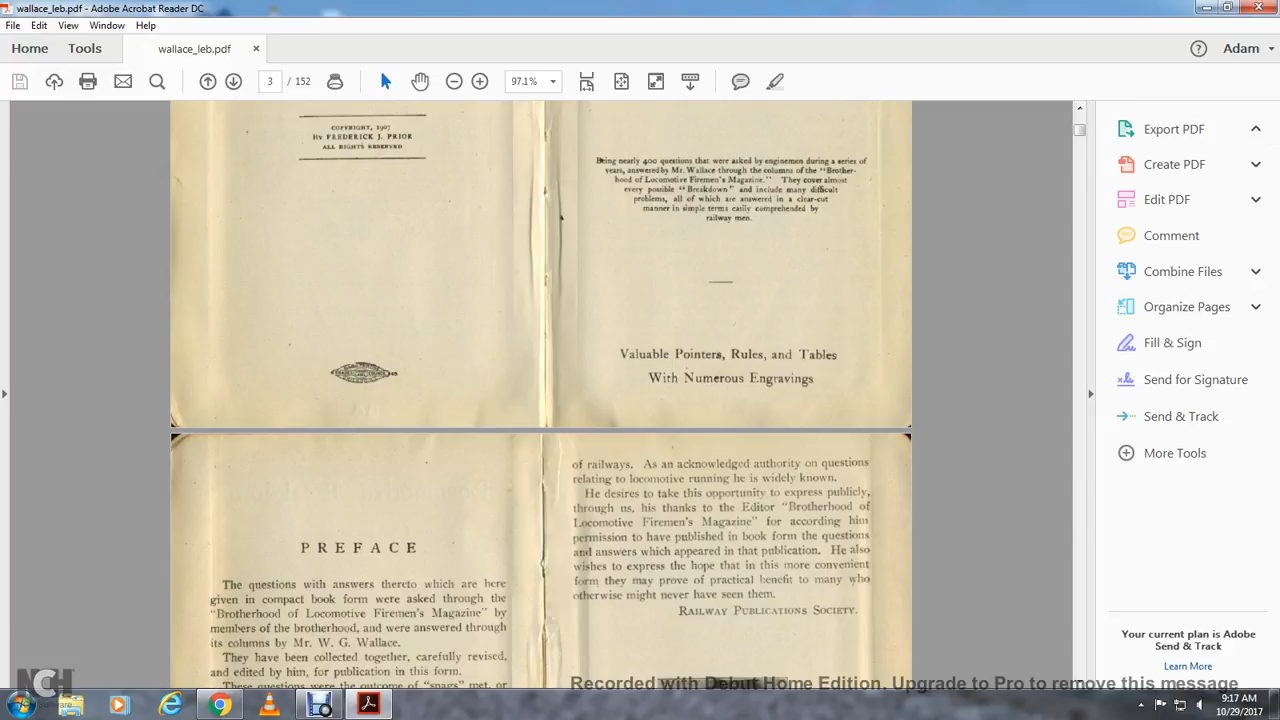 wallace_leb.pdf - Adobe Acrobat Reader DC
File Edit View Window Help
Home Tools wallace_leb.pdf × Adam
3 / 152 97.1%
COPYRIGHT, 1907
BY FREDERICK J. PRIOR
ALL RIGHTS RESERVED
Being nearly 400 questions that were asked by enginemen during a series of
years, answered by Mr. Wallace through the columns of the "Brother-
hood of Locomotive Firemen's Magazine." They cover almost
every possible "Breakdown" and include many difficult
problems, all of which are answered in a clear-cut
manner in simple terms easily comprehended by
railway men.
Valuable Pointers, Rules, and Tables
With Numerous Engravings
PREFACE
The questions with answers thereto which are here
given in compact book form were asked through the
"Brotherhood of Locomotive Firemen's Magazine" by
members of the brotherhood, and were answered through
its columns by Mr. W. G. Wallace.
They have been collected together, carefully revised,
and edited by him, for publication in this form.
These questions were the outcome of "snags" met, or
of railways. As an acknowledged authority on questions
relating to locomotive running he is widely known.
He desires to take this opportunity to express publicly,
through us, his thanks to the Editor "Brotherhood of
Locomotive Firemen's Magazine" for according him
permission to have published in book form the questions
and answers which appeared in that publication. He also
wishes to express the hope that in this more convenient
form they may prove of practical benefit to many who
otherwise might never have seen them.
RAILWAY PUBLICATIONS SOCIETY.
Export PDF
Create PDF
Edit PDF
Comment
Combine Files
Organize Pages
Fill & Sign
Send for Signature
Send & Track
More Tools
Your current plan is Adobe
Send & Track
Learn More
NCH
Recorded with Debut Home Edition. Upgrade to Pro to remove this message
9:17 AM
10/29/2017